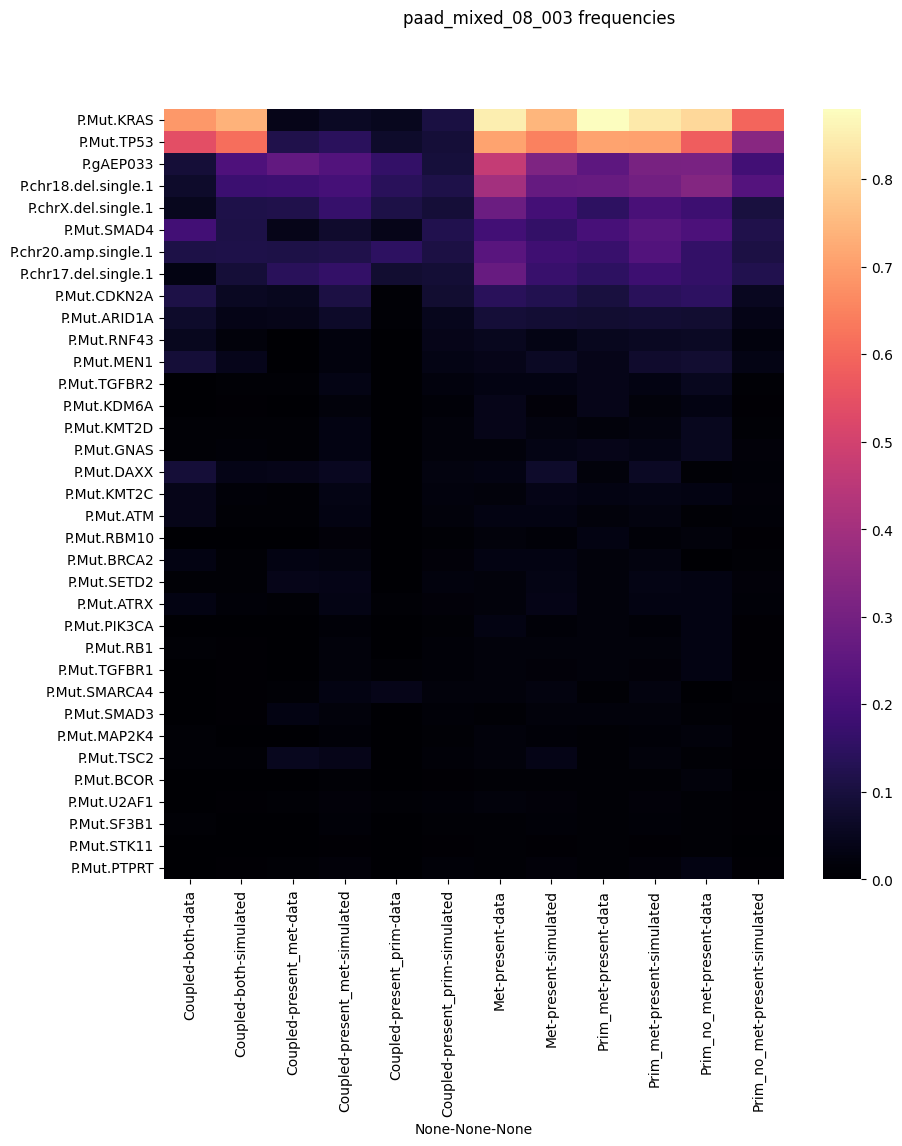 paad_mixed_08_003 frequencies
P.Mut.KRAS
P.Mut.TP53
P.gAEP033
P.chr18.del.single.1
P.chrX.del.single.1
P.Mut.SMAD4
P.chr20.amp.single.1
P.chr17.del.single.1
P.Mut.CDKN2A
P.Mut.ARID1A
P.Mut.RNF43
P.Mut.MEN1
P.Mut.TGFBR2
P.Mut.KDM6A
P.Mut.KMT2D
P.Mut.GNAS
P.Mut.DAXX
P.Mut.KMT2C
P.Mut.ATM
P.Mut.RBM10
P.Mut.BRCA2
P.Mut.SETD2
P.Mut.ATRX
P.Mut.PIK3CA
P.Mut.RB1
P.Mut.TGFBR1
P.Mut.SMARCA4
P.Mut.SMAD3
P.Mut.MAP2K4
P.Mut.TSC2
P.Mut.BCOR
P.Mut.U2AF1
P.Mut.SF3B1
P.Mut.STK11
P.Mut.PTPRT
0.8
0.7
0.6
0.5
0.4
0.3
0.2
0.1
0.0
Coupled-both-data
Coupled-both-simulated
Coupled-present_met-data
Coupled-present_met-simulated
Coupled-present_prim-data
Coupled-present_prim-simulated
Met-present-data
Met-present-simulated
Prim_met-present-data
Prim_met-present-simulated
Prim_no_met-present-data
Prim_no_met-present-simulated
None-None-None